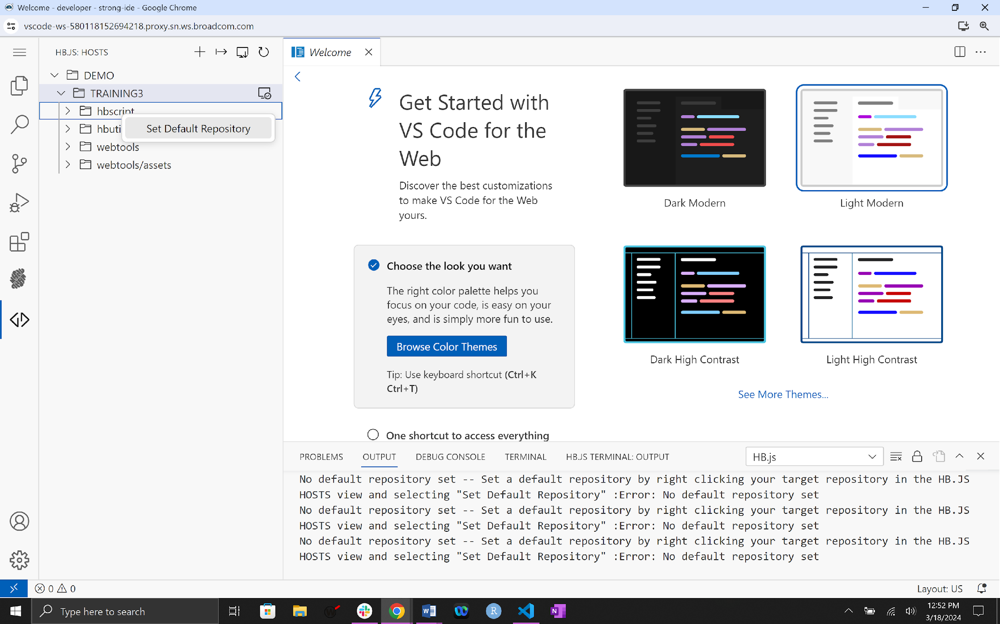 Welcome - developer - strong-ide - Google Chrome
vscode-ws-580118152694218.proxy.sn.ws.broadcom.com
HB.JS: HOSTS
DEMO
TRAINING3
hbscript
Set Default Repository
webtools
webtools/assets
Welcome
Get Started with
VS Code for the
Web
Discover the best customizations
to make VS Code for the Web
yours.
Choose the look you want
The right color palette helps you
focus on your code, is easy on your
eyes, and is simply more fun to use.
Browse Color Themes
Tip: Use keyboard shortcut (Ctrl+K
Ctrl+T)
One shortcut to access everything
Dark Modern
Light Modern
Dark High Contrast
Light High Contrast
See More Themes...
PROBLEMS OUTPUT DEBUG CONSOLE TERMINAL HB.JS TERMINAL: OUTPUT HB.js
No default repository set -- Set a default repository by right clicking your target repository in the HB.JS
HOSTS view and selecting "Set Default Repository" :Error: No default repository set
No default repository set -- Set a default repository by right clicking your target repository in the HB.JS
HOSTS view and selecting "Set Default Repository" :Error: No default repository set
No default repository set -- Set a default repository by right clicking your target repository in the HB.JS
HOSTS view and selecting "Set Default Repository" :Error: No default repository set
0 0
Layout: US
Type here to search
12:52 PM
3/18/2024